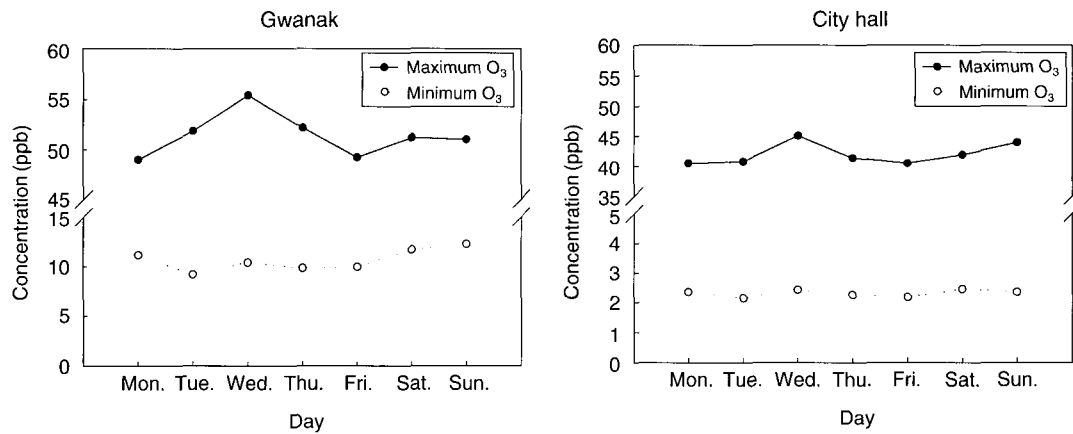 Gwanak
60
55
50
45
15
10
5
0
Concentration (ppb)
Maximum O₃
Minimum O₃
Mon. Tue. Wed. Thu. Fri. Sat. Sun.
Day
City hall
60
55
50
45
40
35
5
4
3
2
1
0
Concentration (ppb)
Maximum O₃
Minimum O₃
Mon. Tue. Wed. Thu. Fri. Sat. Sun.
Day